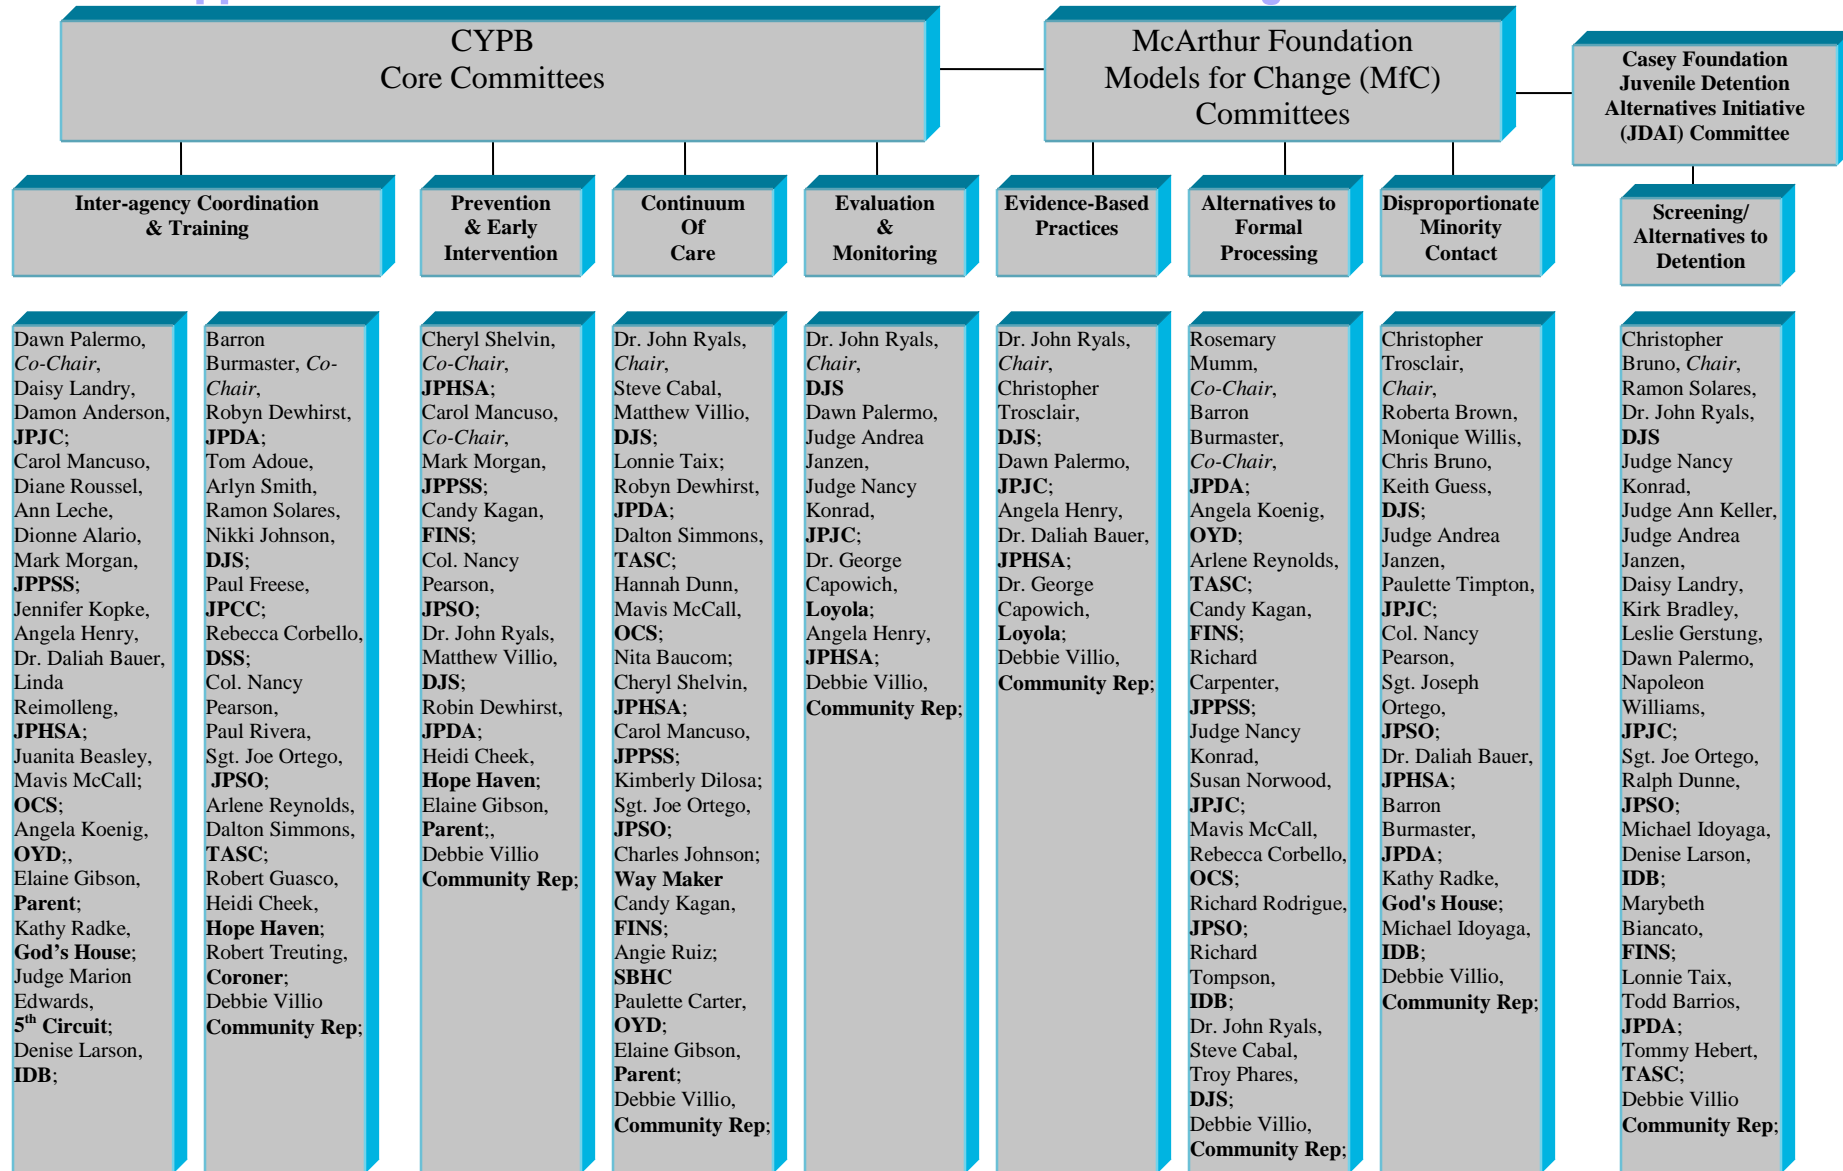 CYPB
Core Committees
McArthur Foundation
Models for Change (MfC)
Committees
Casey Foundation
Juvenile Detention
Alternatives Initiative
(JDAI) Committee
Inter-agency Coordination
& Training
Prevention
& Early
Intervention
Continuum
Of
Care
Evaluation
&
Monitoring
Evidence-Based
Practices
Alternatives to
Formal
Processing
Disproportionate
Minority
Contact
Screening/
Alternatives to
Detention
Dawn Palermo,
Co-Chair,
Daisy Landry,
Damon Anderson,
JPJC;
Carol Mancuso,
Diane Roussel,
Ann Leche,
Dionne Alario,
Mark Morgan,
JPPSS;
Jennifer Kopke,
Angela Henry,
Dr. Daliah Bauer,
Linda
Reimolleng,
JPHSA;
Juanita Beasley,
Mavis McCall;
OCS;
Angela Koenig,
OYD;,
Elaine Gibson,
Parent;
Kathy Radke,
God’s House;
Judge Marion
Edwards,
5th Circuit;
Denise Larson,
IDB;
Barron
Burmaster, Co-
Chair,
Robyn Dewhirst,
JPDA;
Tom Adoue,
Arlyn Smith,
Ramon Solares,
Nikki Johnson,
DJS;
Paul Freese,
JPCC;
Rebecca Corbello,
DSS;
Col. Nancy
Pearson,
Paul Rivera,
Sgt. Joe Ortego,
JPSO;
Arlene Reynolds,
Dalton Simmons,
TASC;
Robert Guasco,
Heidi Cheek,
Hope Haven;
Robert Treuting,
Coroner;
Debbie Villio
Community Rep;
Cheryl Shelvin,
Co-Chair,
JPHSA;
Carol Mancuso,
Co-Chair,
Mark Morgan,
JPPSS;
Candy Kagan,
FINS;
Col. Nancy
Pearson,
JPSO;
Dr. John Ryals,
Matthew Villio,
DJS;
Robin Dewhirst,
JPDA;
Heidi Cheek,
Hope Haven;
Elaine Gibson,
Parent;,
Debbie Villio
Community Rep;
Dr. John Ryals,
Chair,
Steve Cabal,
Matthew Villio,
DJS;
Lonnie Taix;
Robyn Dewhirst,
JPDA;
Dalton Simmons,
TASC;
Hannah Dunn,
Mavis McCall,
OCS;
Nita Baucom;
Cheryl Shelvin,
JPHSA;
Carol Mancuso,
JPPSS;
Kimberly Dilosa;
Sgt. Joe Ortego,
JPSO;
Charles Johnson;
Way Maker
Candy Kagan,
FINS;
Angie Ruiz;
SBHC
Paulette Carter,
OYD;
Elaine Gibson,
Parent;
Debbie Villio,
Community Rep;
Dr. John Ryals,
Chair,
DJS
Dawn Palermo,
Judge Andrea
Janzen,
Judge Nancy
Konrad,
JPJC;
Dr. George
Capowich,
Loyola;
Angela Henry,
JPHSA;
Debbie Villio,
Community Rep;
Dr. John Ryals,
Chair,
Christopher
Trosclair,
DJS;
Dawn Palermo,
JPJC;
Angela Henry,
Dr. Daliah Bauer,
JPHSA;
Dr. George
Capowich,
Loyola;
Debbie Villio,
Community Rep;
Rosemary
Mumm,
Co-Chair,
Barron
Burmaster,
Co-Chair,
JPDA;
Angela Koenig,
OYD;
Arlene Reynolds,
TASC;
Candy Kagan,
FINS;
Richard
Carpenter,
JPPSS;
Judge Nancy
Konrad,
Susan Norwood,
JPJC;
Mavis McCall,
Rebecca Corbello,
OCS;
Richard Rodrigue,
JPSO;
Richard
Tompson,
IDB;
Dr. John Ryals,
Steve Cabal,
Troy Phares,
DJS;
Debbie Villio,
Community Rep;
Christopher
Trosclair,
Chair,
Roberta Brown,
Monique Willis,
Chris Bruno,
Keith Guess,
DJS;
Judge Andrea
Janzen,
Paulette Timpton,
JPJC;
Col. Nancy
Pearson,
Sgt. Joseph
Ortego,
JPSO;
Dr. Daliah Bauer,
JPHSA;
Barron
Burmaster,
JPDA;
Kathy Radke,
God's House;
Michael Idoyaga,
IDB;
Debbie Villio,
Community Rep;
Christopher
Bruno, Chair,
Ramon Solares,
Dr. John Ryals,
DJS
Judge Nancy
Konrad,
Judge Ann Keller,
Judge Andrea
Janzen,
Daisy Landry,
Kirk Bradley,
Leslie Gerstung,
Dawn Palermo,
Napoleon
Williams,
JPJC;
Sgt. Joe Ortego,
Ralph Dunne,
JPSO;
Michael Idoyaga,
Denise Larson,
IDB;
Marybeth
Biancato,
FINS;
Lonnie Taix,
Todd Barrios,
JPDA;
Tommy Hebert,
TASC;
Debbie Villio
Community Rep;